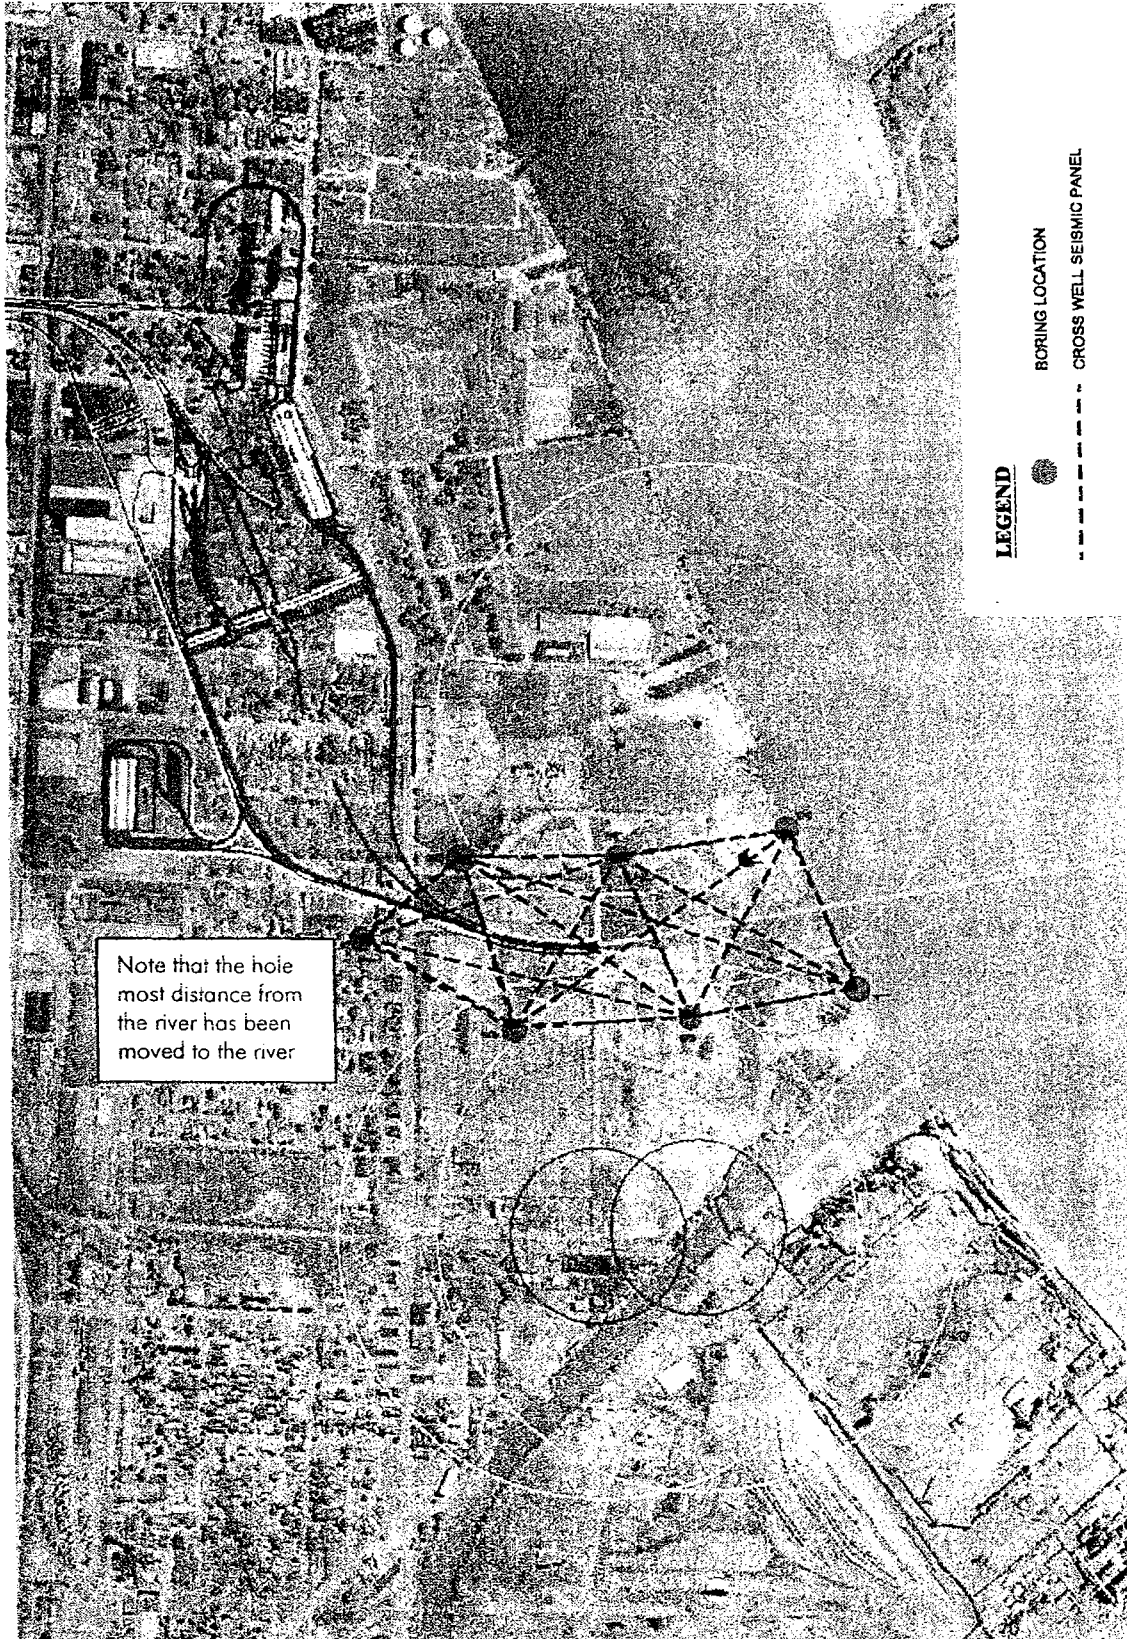 Note that the hole
most distance from
the river has been
moved to the river
LEGEND
BORING LOCATION
CROSS WELL SEISMIC PANEL